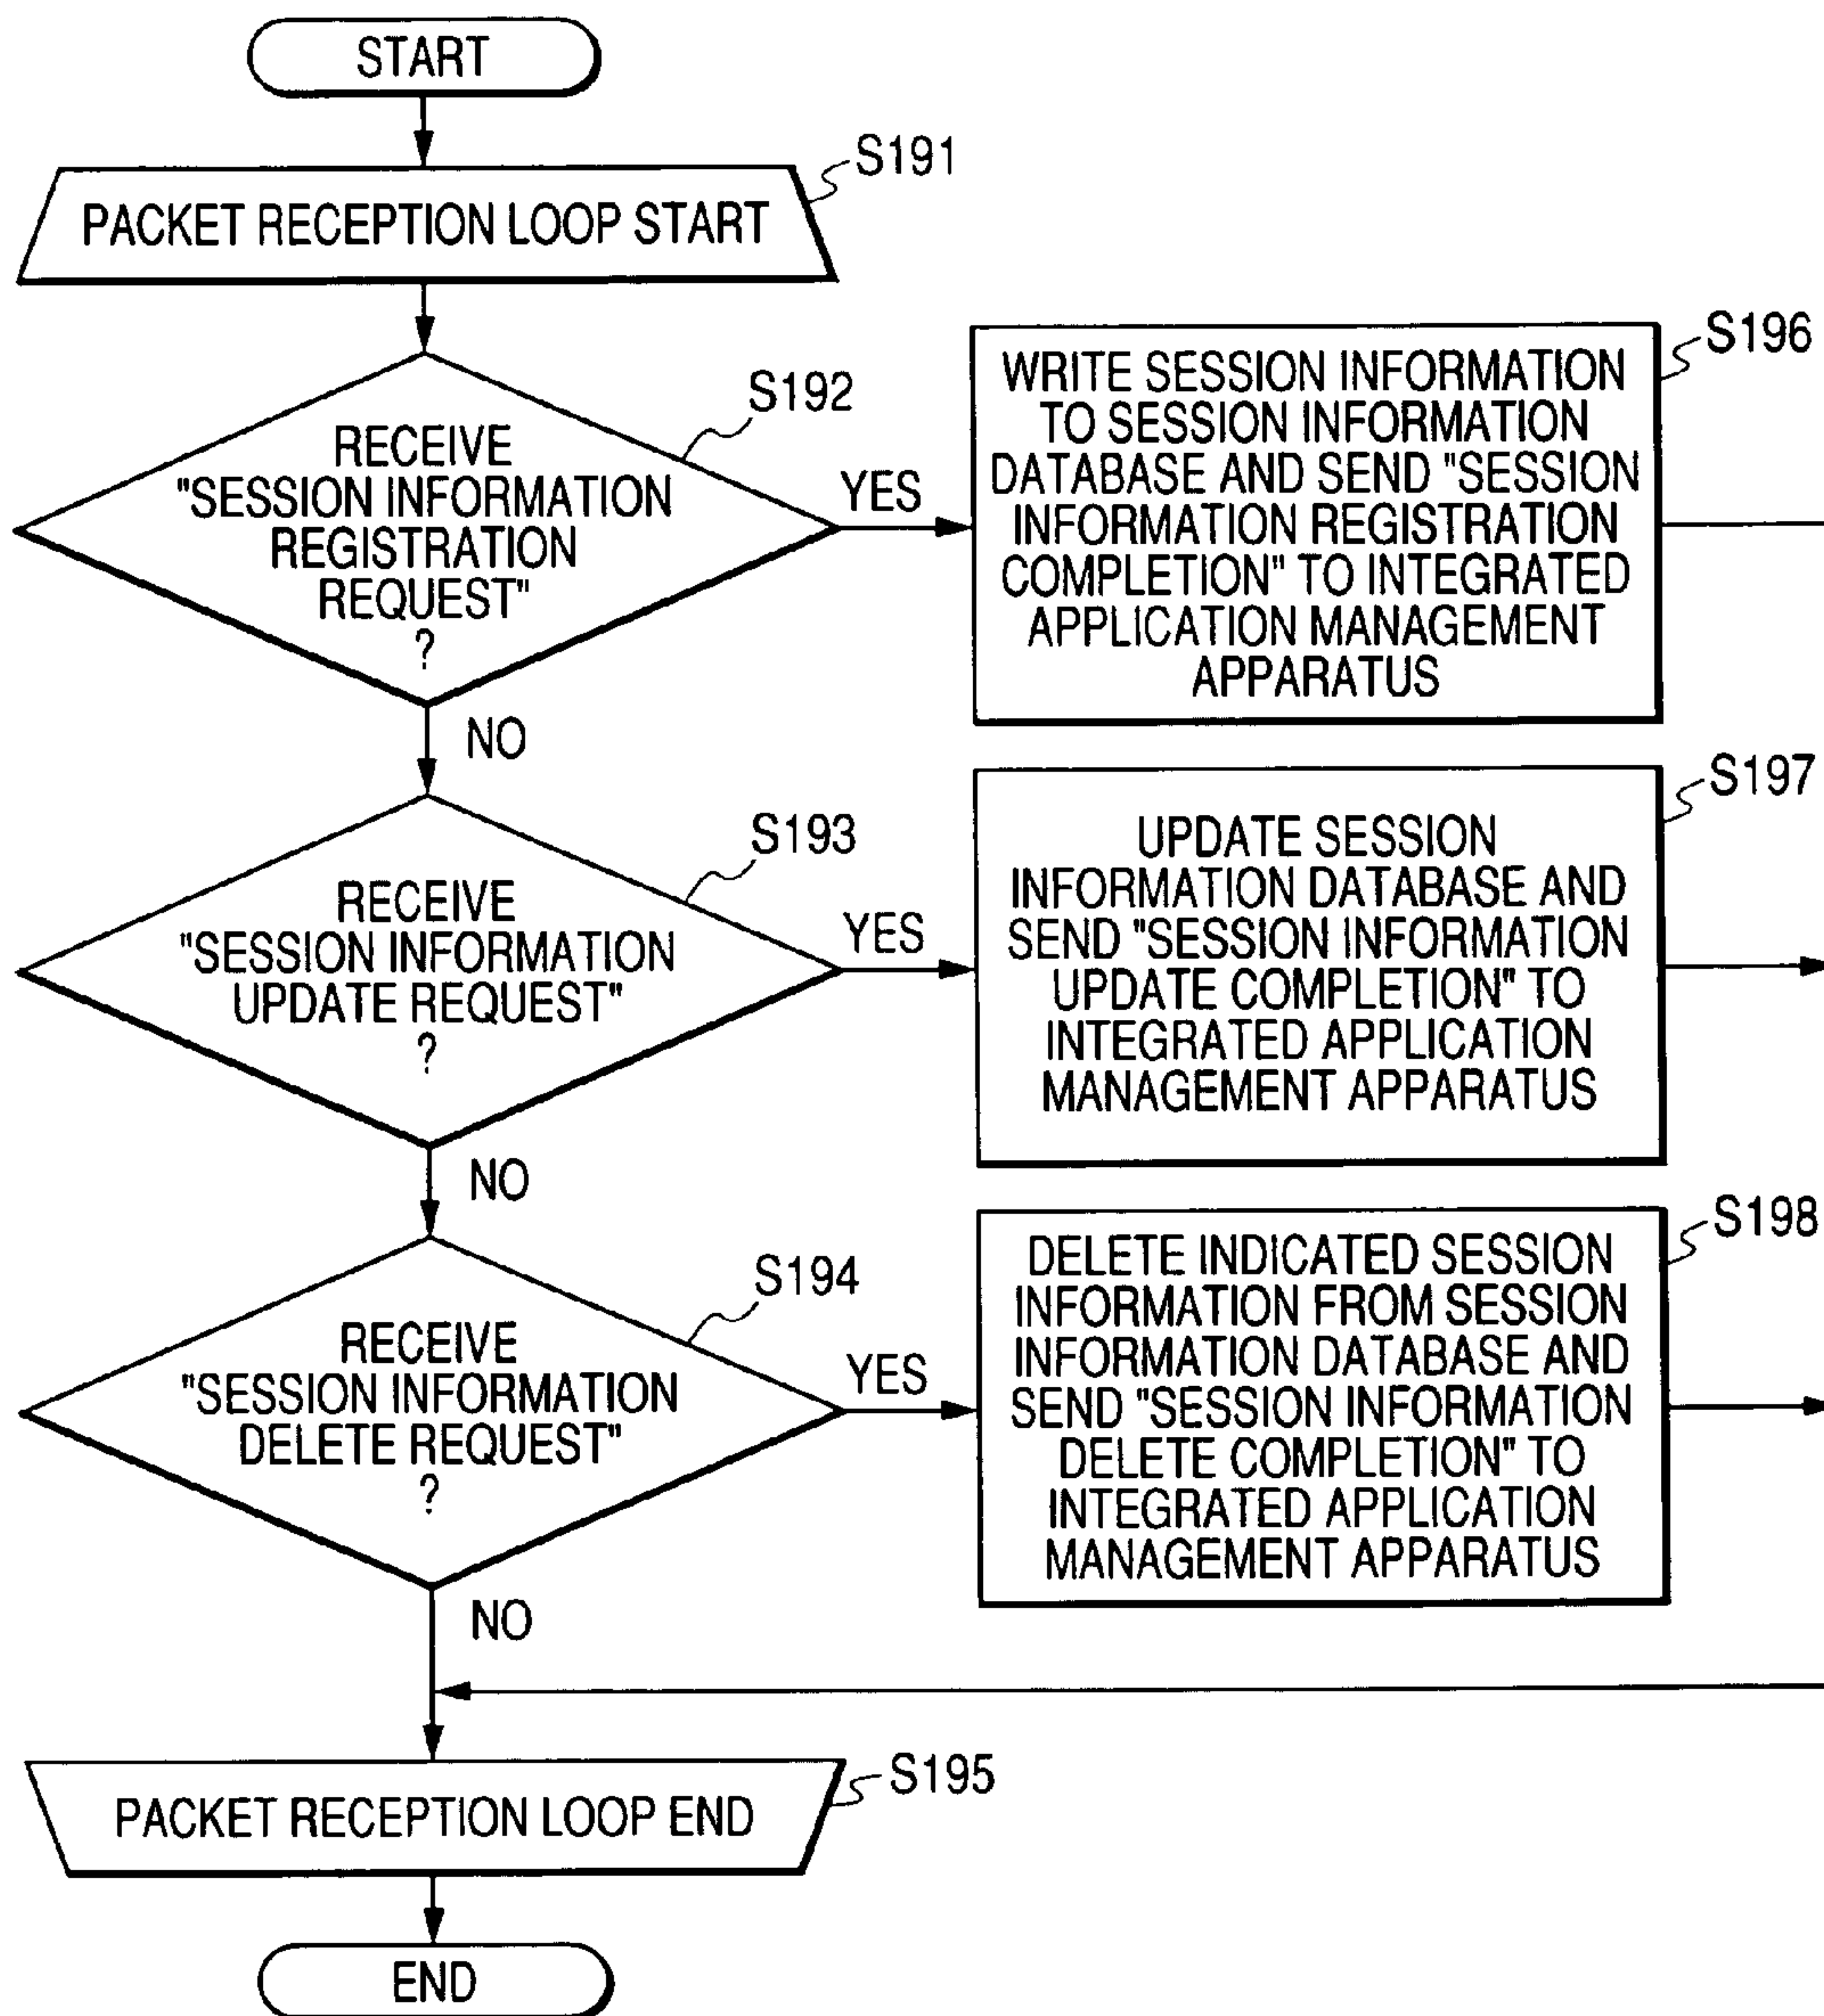 START
S191
PACKET RECEPTION LOOP START
S192
RECEIVE
"SESSION INFORMATION
REGISTRATION
REQUEST"
?
YES
NO
S196
WRITE SESSION INFORMATION
TO SESSION INFORMATION
DATABASE AND SEND "SESSION
INFORMATION REGISTRATION
COMPLETION" TO INTEGRATED
APPLICATION MANAGEMENT
APPARATUS
S193
RECEIVE
"SESSION INFORMATION
UPDATE REQUEST"
?
YES
NO
S197
UPDATE SESSION
INFORMATION DATABASE AND
SEND "SESSION INFORMATION
UPDATE COMPLETION" TO
INTEGRATED APPLICATION
MANAGEMENT APPARATUS
S194
RECEIVE
"SESSION INFORMATION
DELETE REQUEST"
?
YES
NO
S198
DELETE INDICATED SESSION
INFORMATION FROM SESSION
INFORMATION DATABASE AND
SEND "SESSION INFORMATION
DELETE COMPLETION" TO
INTEGRATED APPLICATION
MANAGEMENT APPARATUS
S195
PACKET RECEPTION LOOP END
END